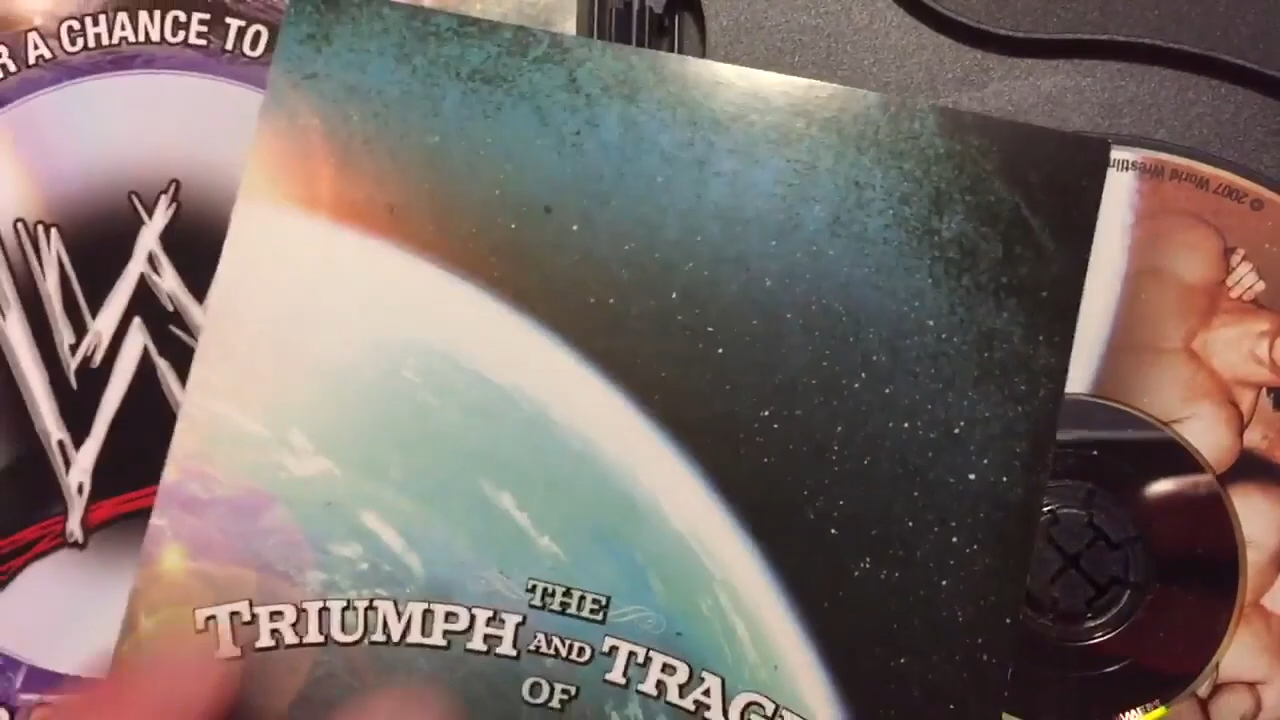 R A CHANCE TO
W
© 2007 World Wrestlin
THE
TRIUMPH AND TRAG
OF